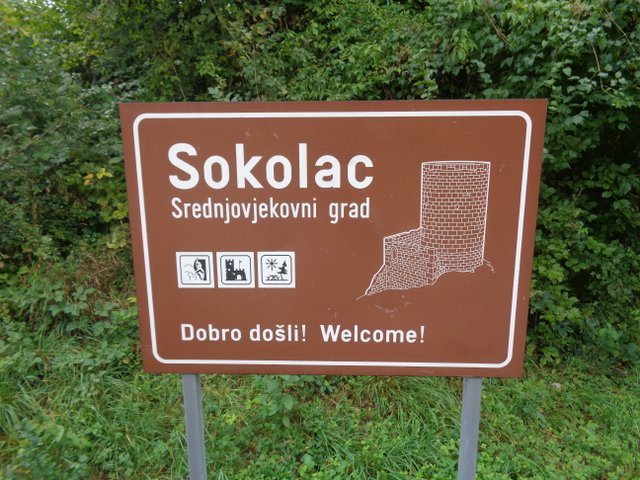 Sokolac
Srednjovjekovni grad
Dobro došli! Welcome!